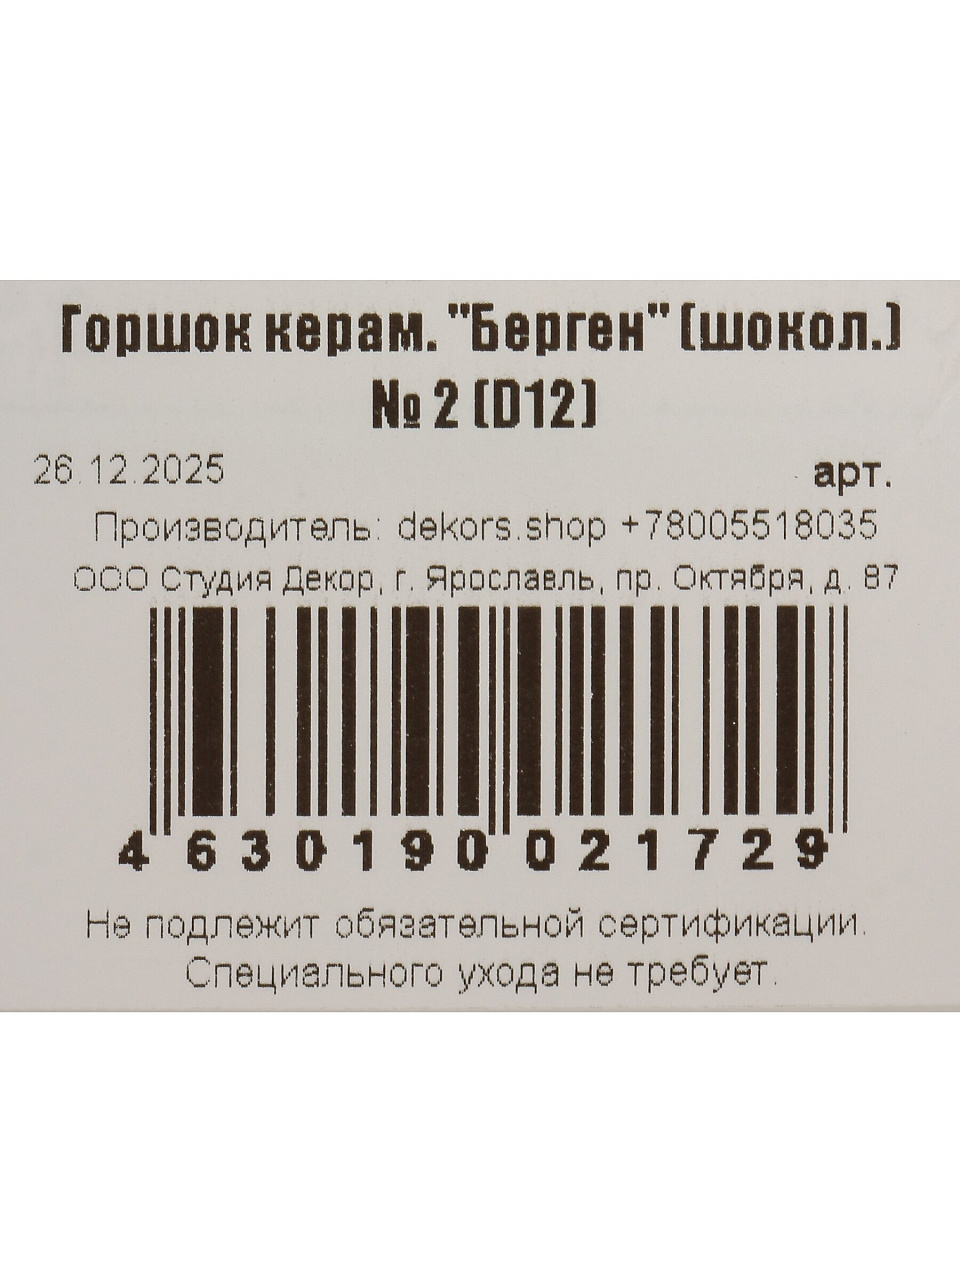 Горшок керам. "Берген" (шокол.)
№ 2 (D12)
26.12.2025 арт.
Производитель: dekors.shop +78005518035
ООО Студия Декор, г. Ярославль, пр. Октября, д. 87
4 630190 021729
Не подлежит обязательной сертификации.
Специального ухода не требует.